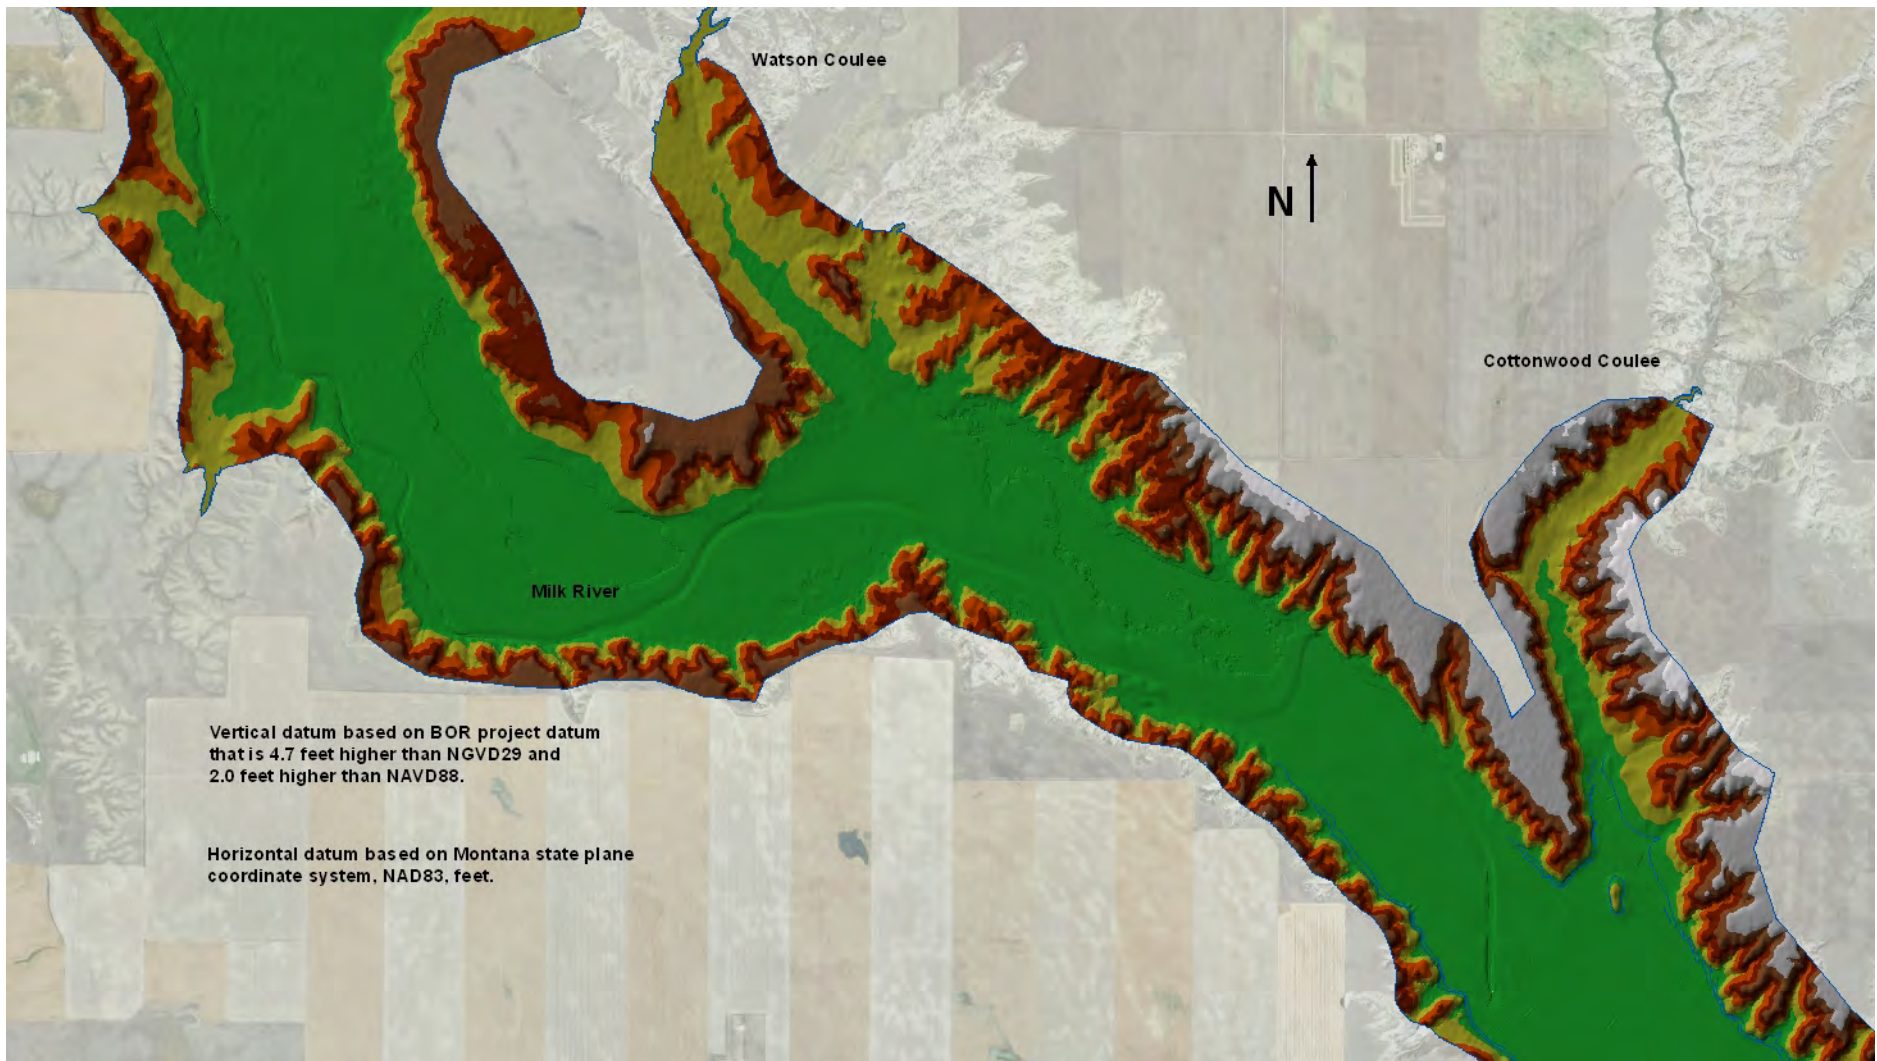 Watson Coulee
N
Cottonwood Coulee
Milk River
Vertical datum based on BOR project datum
that is 4.7 feet higher than NGVD29 and
2.0 feet higher than NAVD88.
Horizontal datum based on Montana state plane
coordinate system, NAD83, feet.